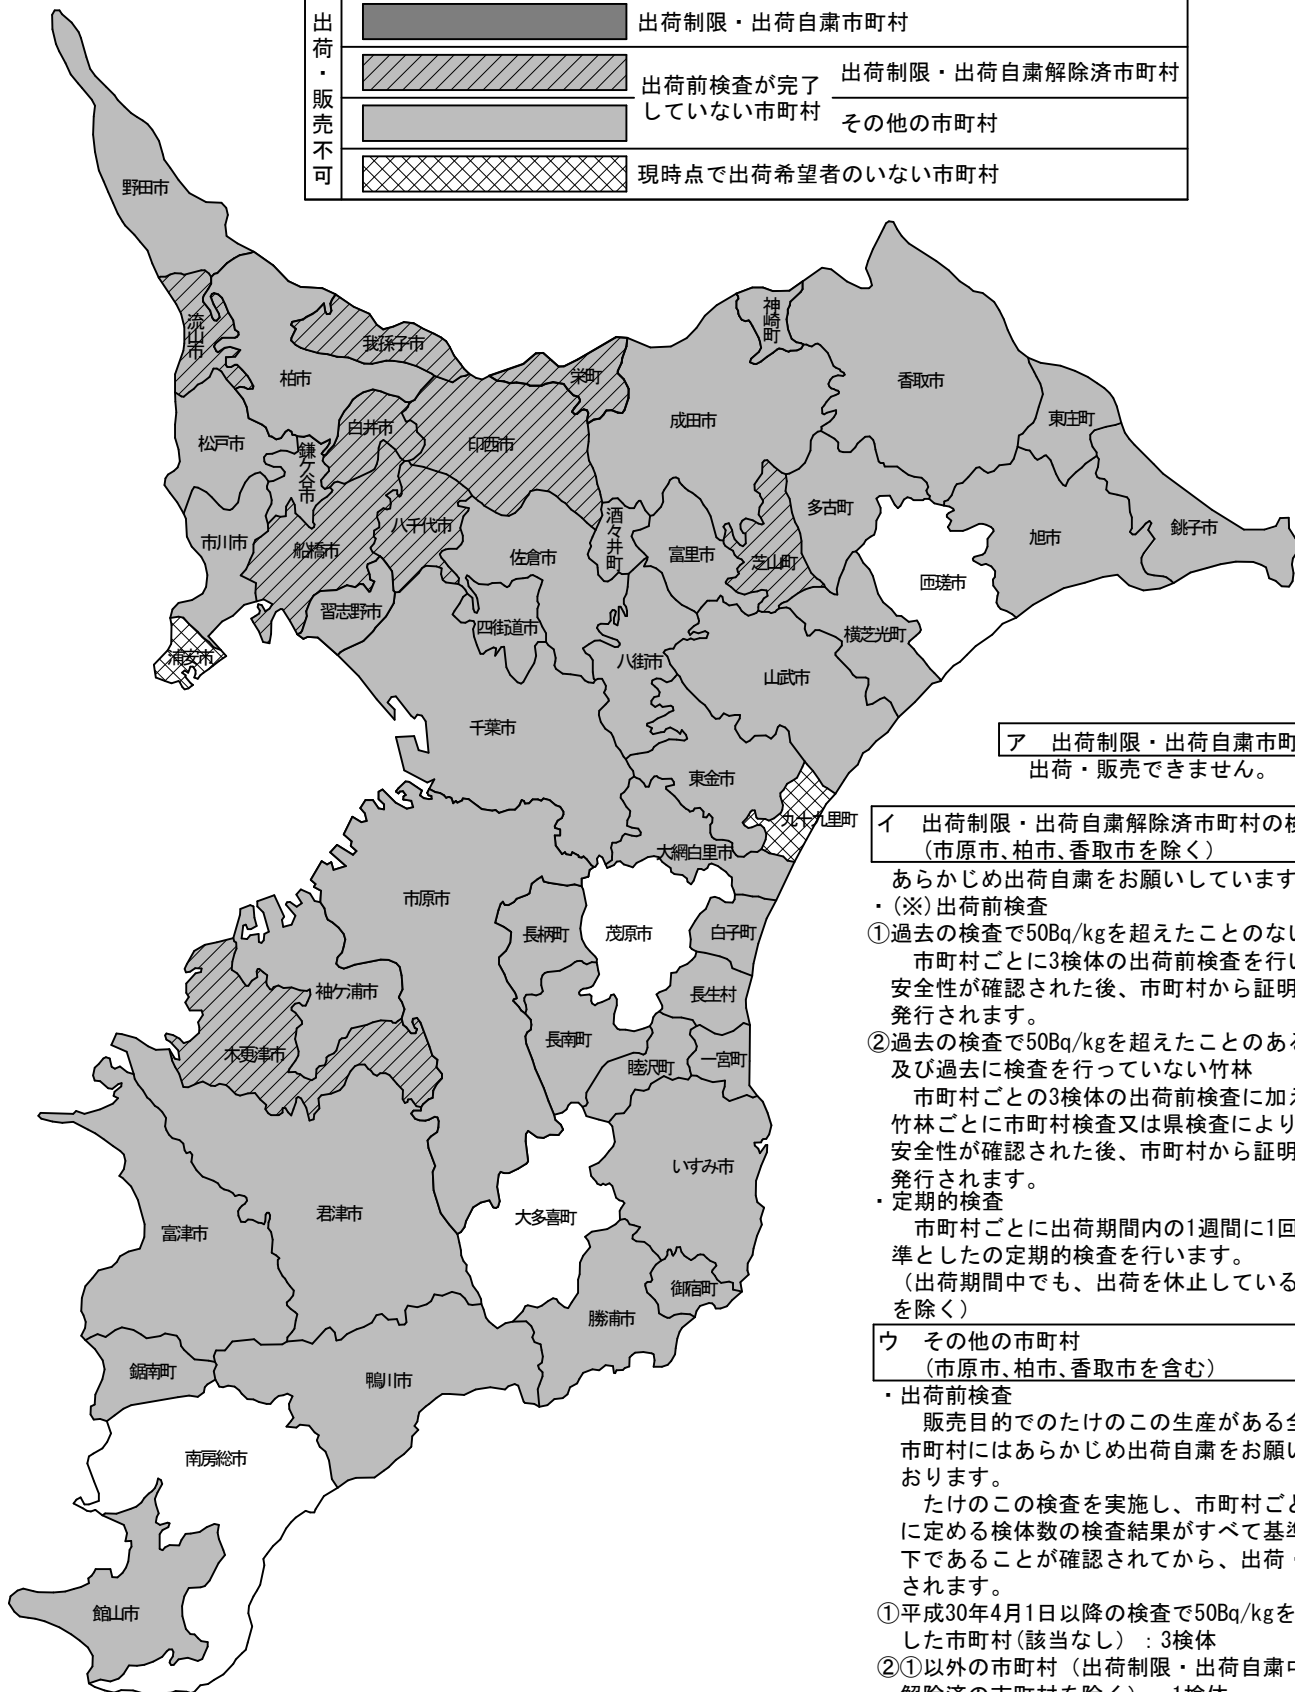 出荷・販売不可
出荷制限・出荷自粛市町村
出荷前検査が完了
していない市町村
出荷制限・出荷自粛解除済市町村
その他の市町村
現時点で出荷希望者のいない市町村
野田市
流山市
我孫子市
柏市
栄町
神崎町
成田市
香取市
東庄町
松戸市
鎌ケ谷市
白井市
印西市
市川市
船橋市
八千代市
佐倉市
酒々井町
富里市
芝山町
多古町
匝瑳市
旭市
銚子市
習志野市
四街道市
八街市
山武市
横芝光町
浦安市
千葉市
東金市
九十九里町
大網白里市
市原市
長柄町
茂原市
白子町
長生村
袖ケ浦市
木更津市
長南町
睦沢町
一宮町
いすみ市
大多喜町
君津市
富津市
御宿町
勝浦市
鋸南町
鴨川市
南房総市
館山市
ア　出荷制限・出荷自粛市町
出荷・販売できません。
イ　出荷制限・出荷自粛解除済市町村の検
(市原市、柏市、香取市を除く)
あらかじめ出荷自粛をお願いしています
・(※)出荷前検査
①過去の検査で50Bq/kgを超えたことのない
市町村ごとに3検体の出荷前検査を行い
安全性が確認された後、市町村から証明
発行されます。
②過去の検査で50Bq/kgを超えたことのある
及び過去に検査を行っていない竹林
市町村ごとの3検体の出荷前検査に加え
竹林ごとに市町村検査又は県検査により
安全性が確認された後、市町村から証明
発行されます。
・定期的検査
市町村ごとに出荷期間内の1週間に1回
準としたの定期的検査を行います。
（出荷期間中でも、出荷を休止している
を除く）
ウ　その他の市町村
(市原市、柏市、香取市を含む)
・出荷前検査
販売目的でのたけのこの生産がある全
市町村にはあらかじめ出荷自粛をお願い
おります。
たけのこの検査を実施し、市町村ごと
に定める検体数の検査結果がすべて基準
下であることが確認されてから、出荷・
されます。
①平成30年4月1日以降の検査で50Bq/kgを
した市町村(該当なし)：3検体
②①以外の市町村（出荷制限・出荷自粛中
解除済の市町村を除く）：1検体